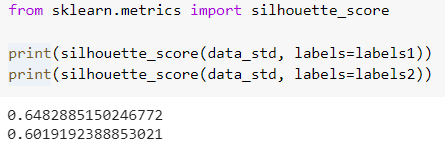 from sklearn.metrics import silhouette_score
print(silhouette_score(data_std, labels=labels1))
print(silhouette_score(data_std, labels=labels2))
0.6482885150246772
0.6019192388853021